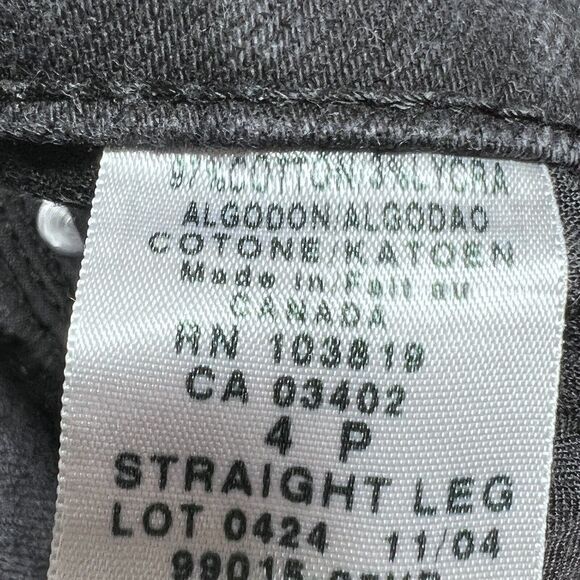 97%COTTON/3%LYCRA
ALGODON/ALGODAO
COTONE/KATOEN
Made in/Fait au
CANADA
RN 103819
CA 03402
4 P
STRAIGHT LEG
LOT 0424 11/04